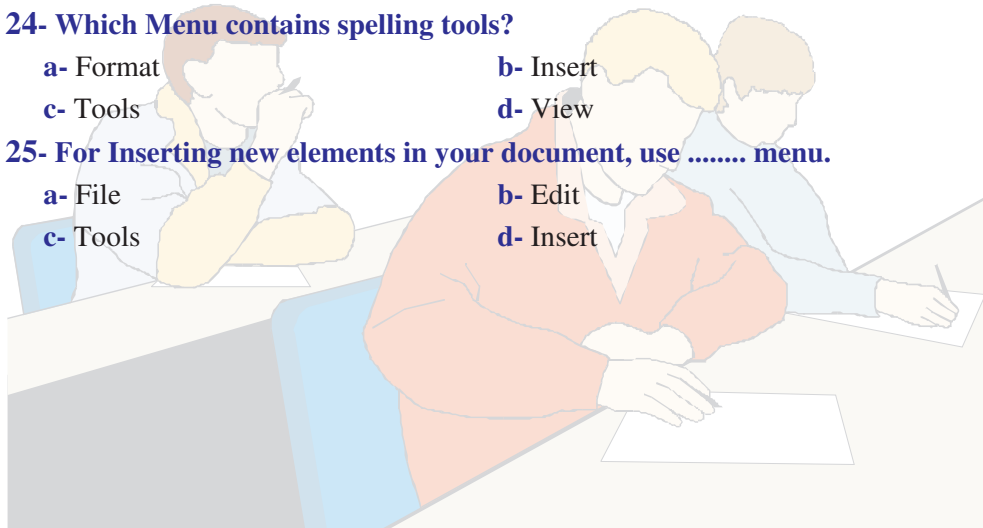 24- Which Menu contains spelling tools?
a- Format b- Insert
c- Tools d- View
25- For Inserting new elements in your document, use ........ menu.
a- File b- Edit
c- Tools d- Insert